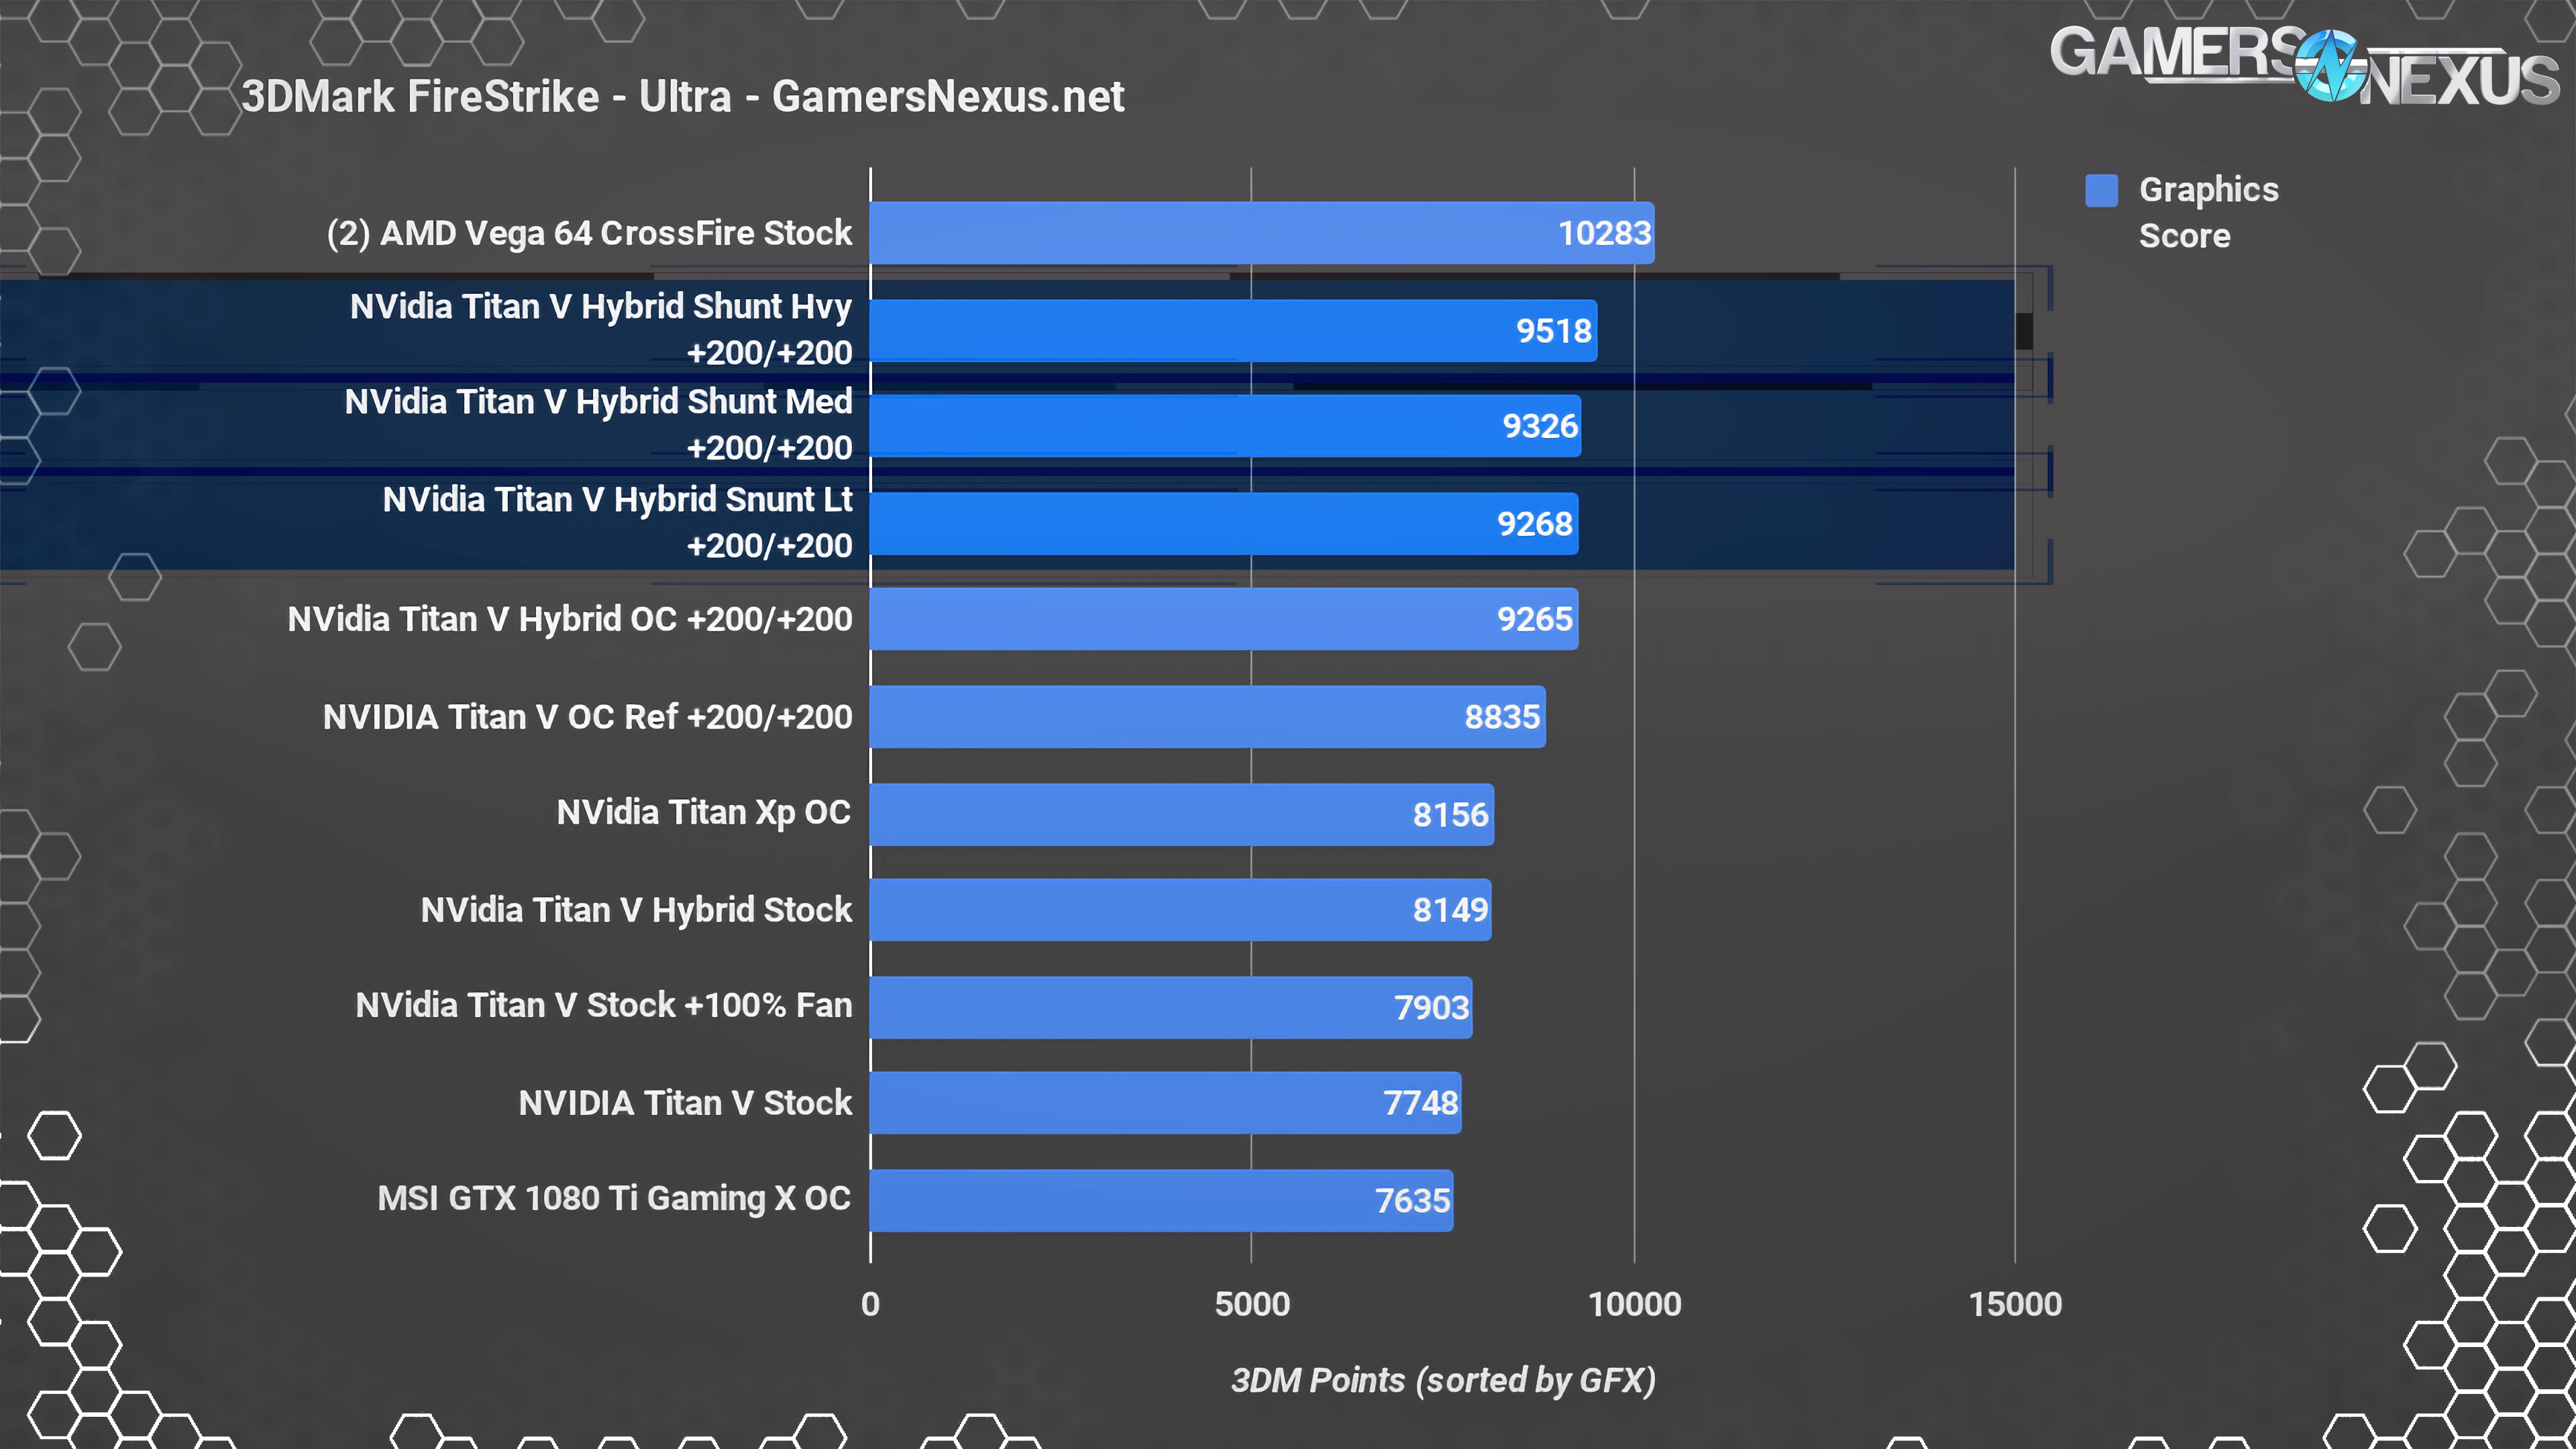 GAMERS NEXUS
3DMark FireStrike - Ultra - GamersNexus.net
Graphics
Score
(2) AMD Vega 64 CrossFire Stock
10283
NVidia Titan V Hybrid Shunt Hvy
+200/+200
9518
NVidia Titan V Hybrid Shunt Med
+200/+200
9326
NVidia Titan V Hybrid Snunt Lt
+200/+200
9268
NVidia Titan V Hybrid OC +200/+200
9265
NVIDIA Titan V OC Ref +200/+200
8835
NVidia Titan Xp OC
8156
NVidia Titan V Hybrid Stock
8149
NVidia Titan V Stock +100% Fan
7903
NVIDIA Titan V Stock
7748
MSI GTX 1080 Ti Gaming X OC
7635
0 5000 10000 15000
3DM Points (sorted by GFX)